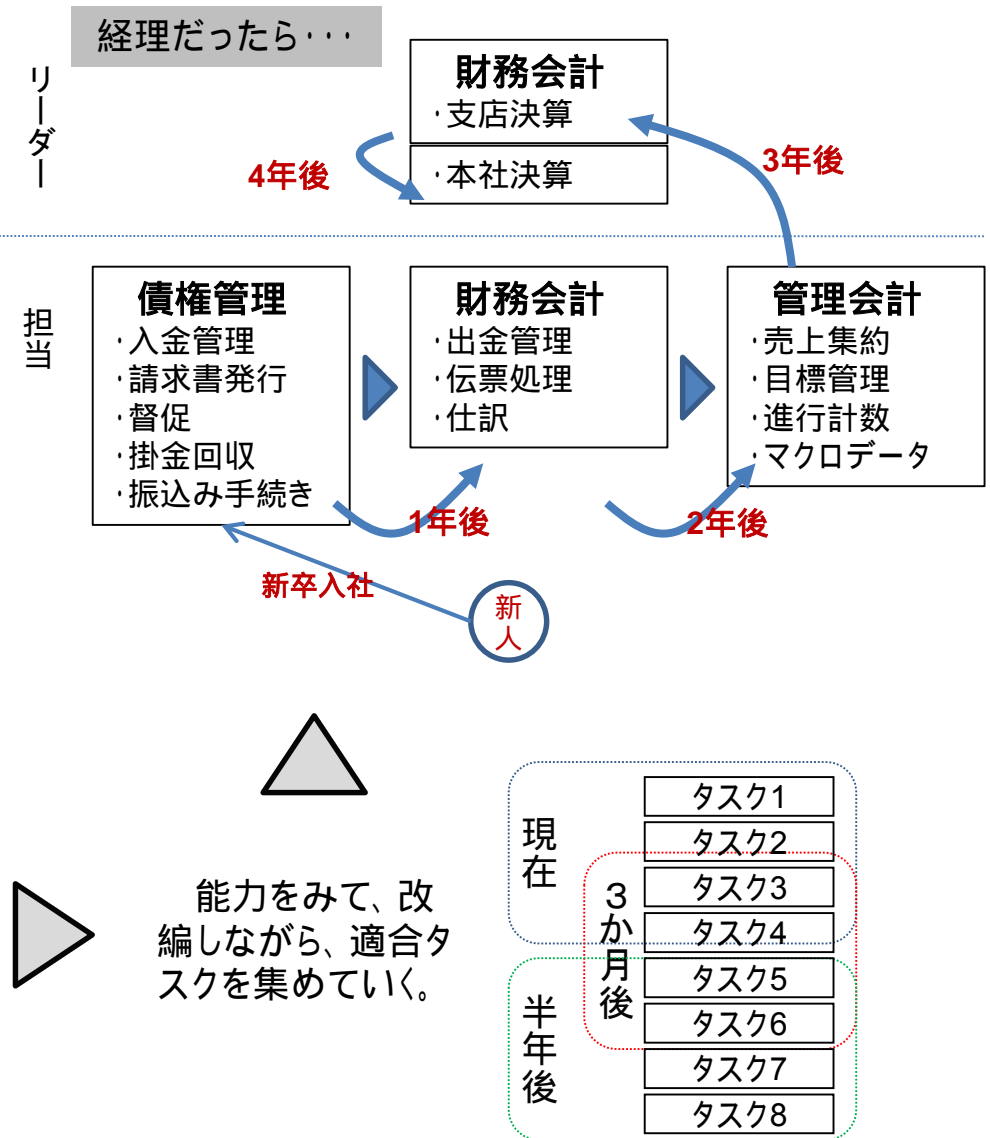 経理だったら･･･
リーダー
財務会計
･支店決算
･本社決算
4年後
3年後
担当
債権管理
･入金管理
･請求書発行
･督促
･掛金回収
･振込み手続き
財務会計
･出金管理
･伝票処理
･仕訳
管理会計
･売上集約
･目標管理
･進行計数
･マクロデータ
1年後
2年後
新卒入社
新人
能力をみて、改
編しながら、適合タ
スクを集めていく。
現在
3か月後
半年後
タスク1
タスク2
タスク3
タスク4
タスク5
タスク6
タスク7
タスク8